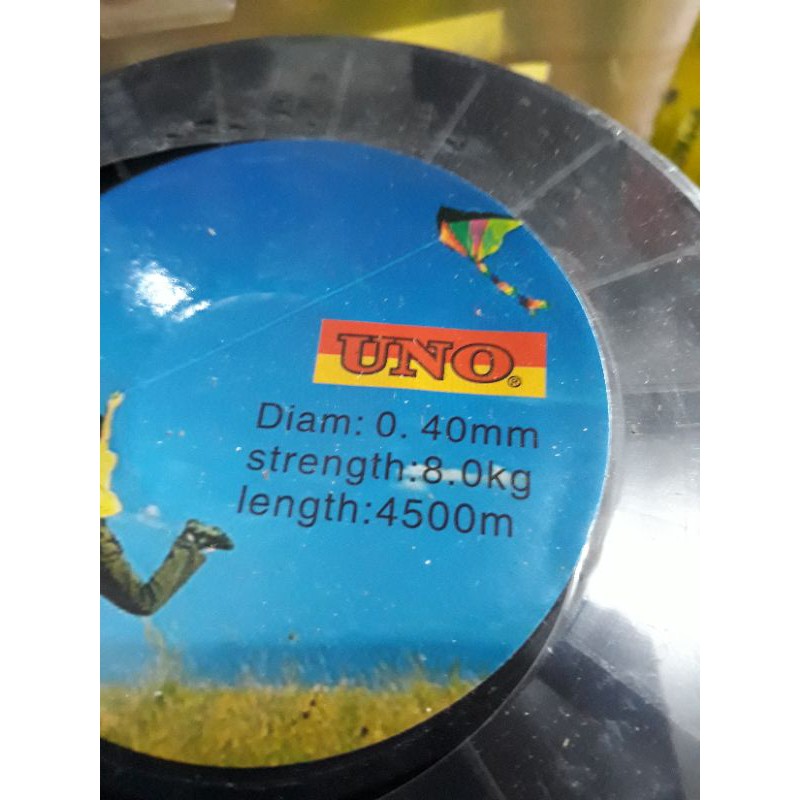 UNO®
Diam: 0. 40mm
strength:8.0kg
length:4500m